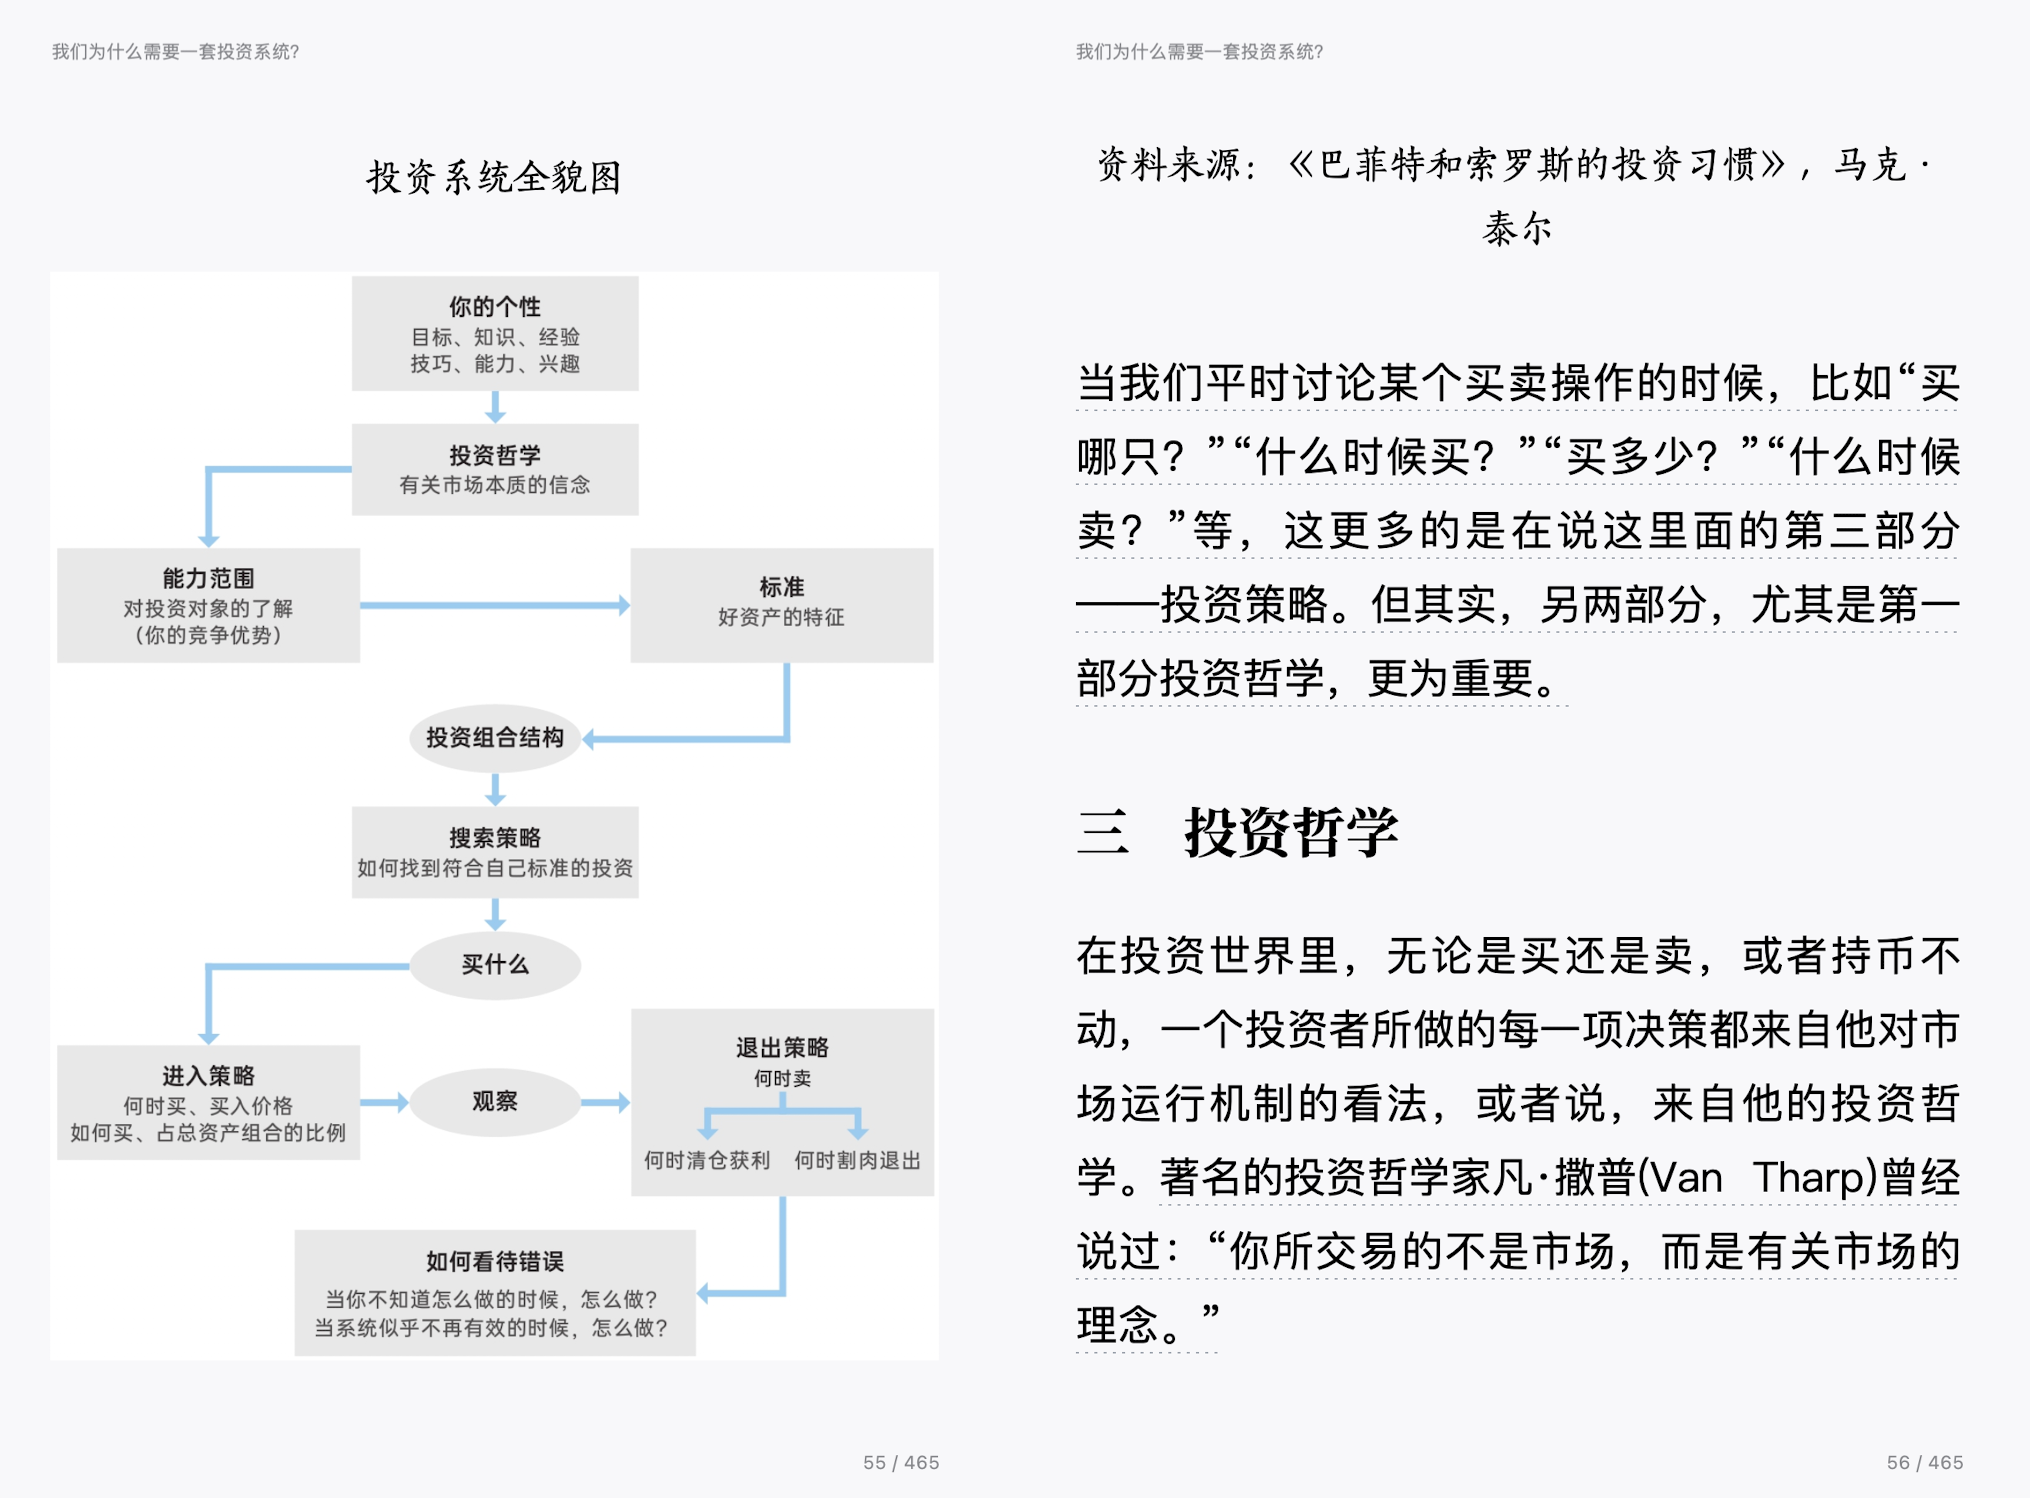 我们为什么需要一套投资系统?
投资系统全貌图
你的个性
目标、知识、经验
技巧、能力、兴趣
投资哲学
有关市场本质的信念
能力范围
对投资对象的了解
（你的竞争优势）
标准
好资产的特征
投资组合结构
搜索策略
如何找到符合自己标准的投资
买什么
进入策略
何时买、买入价格
如何买、占总资产组合的比例
观察
退出策略
何时卖
何时清仓获利
何时割肉退出
如何看待错误
当你不知道怎么做的时候，怎么做?
当系统似乎不再有效的时候，怎么做?
55 / 465
我们为什么需要一套投资系统?
资料来源：《巴菲特和索罗斯的投资习惯》，马克·
泰尔
当我们平时讨论某个买卖操作的时候，比如“买
哪只？”“什么时候买？”“买多少？”“什么时候
卖？”等，这更多的是在说这里面的第三部分
——投资策略。但其实，另两部分，尤其是第一
部分投资哲学，更为重要。
三　投资哲学
在投资世界里，无论是买还是卖，或者持币不
动，一个投资者所做的每一项决策都来自他对市
场运行机制的看法，或者说，来自他的投资哲
学。著名的投资哲学家凡·撒普(Van Tharp)曾经
说过：“你所交易的不是市场，而是有关市场的
理念。”
56 / 465